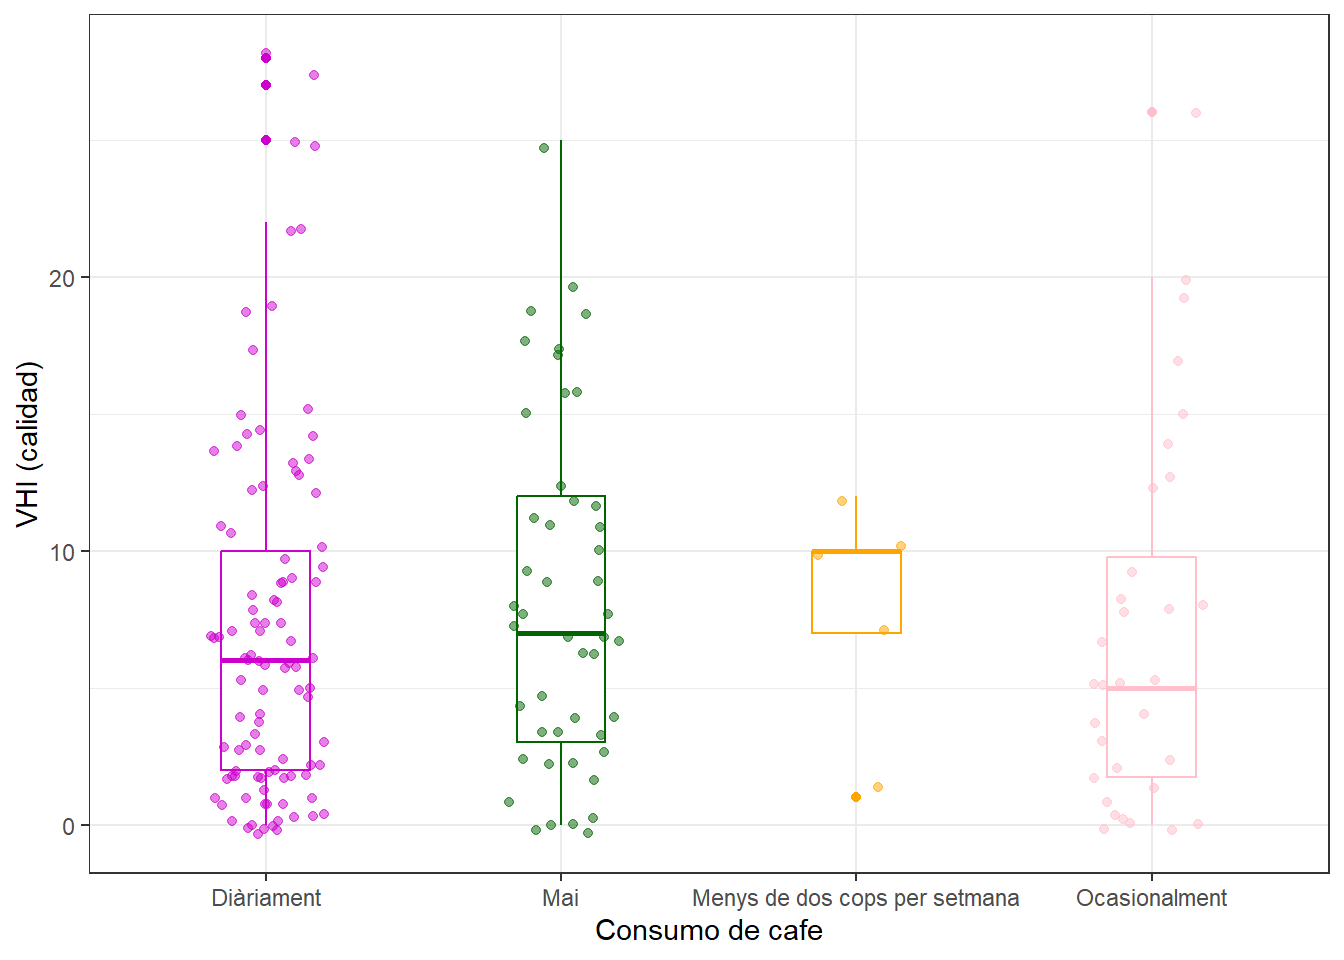 VHI (calidad)
20
10
0
Diàriament
Mai
Menys de dos cops per setmana
Ocasionalment
Consumo de cafe